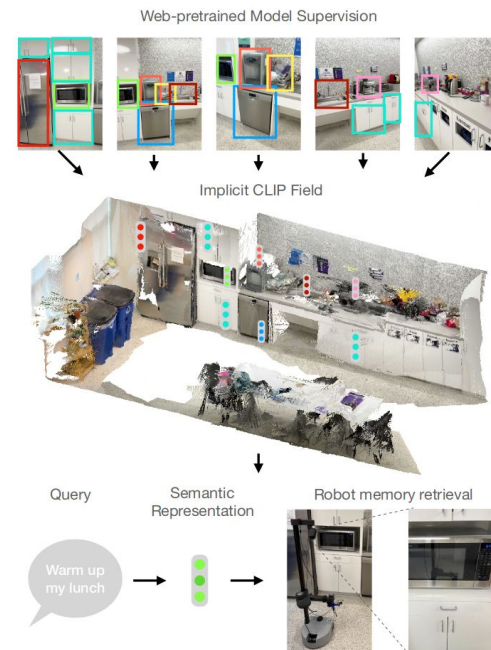 Web-pretrained Model Supervision
Implicit CLIP Field
Query
Semantic
Representation
Robot memory retrieval
Warm up
my lunch